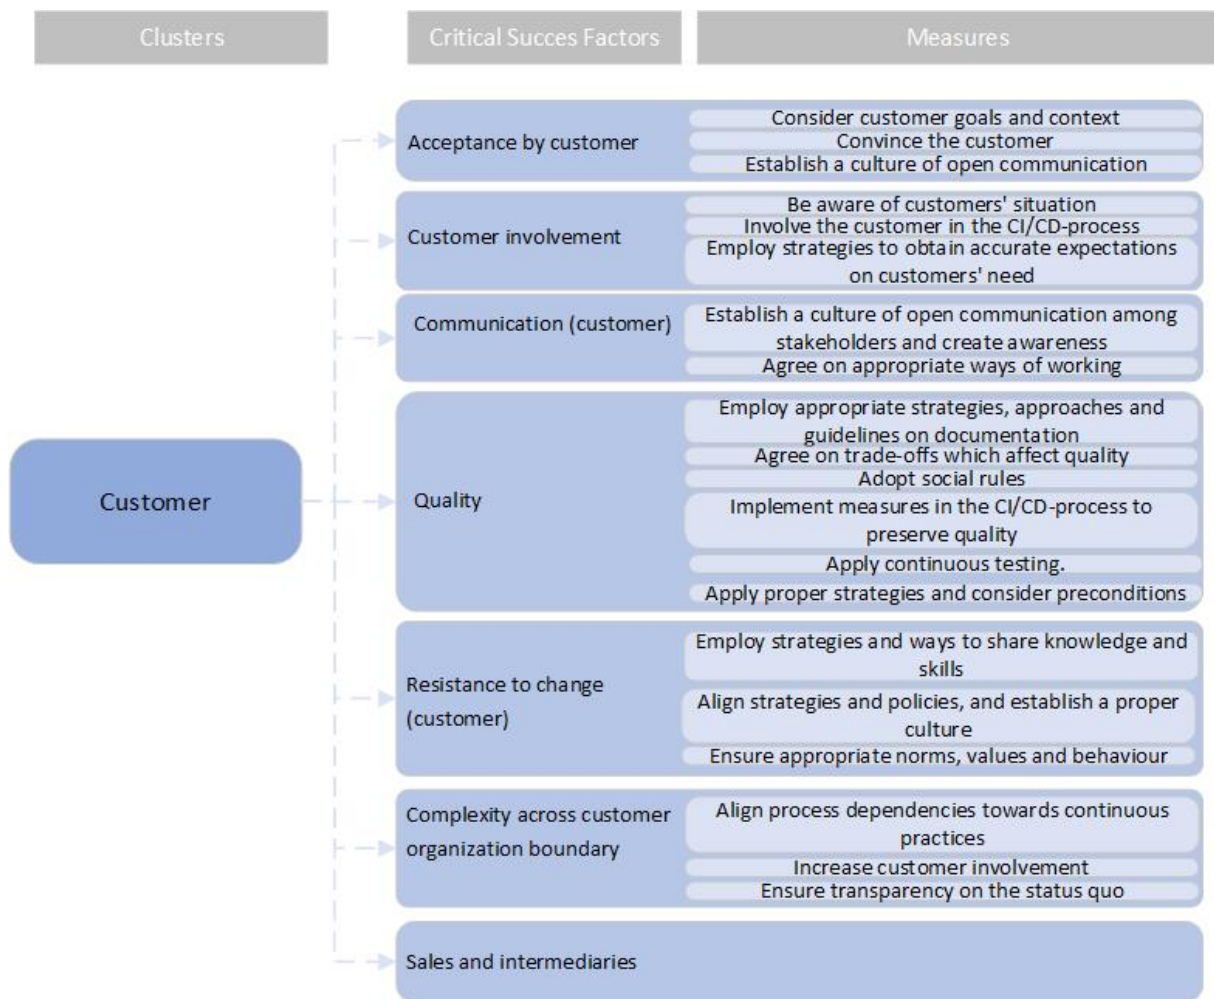 Clusters
Critical Succes Factors
Measures
Acceptance by customer
Consider customer goals and context
Convince the customer
Establish a culture of open communication
Customer involvement
Be aware of customers' situation
Involve the customer in the CI/CD-process
Employ strategies to obtain accurate expectations
on customers' need
Communication (customer)
Establish a culture of open communication among
stakeholders and create awareness
Agree on appropriate ways of working
Customer
Quality
Employ appropriate strategies, approaches and
guidelines on documentation
Agree on trade-offs which affect quality
Adopt social rules
Implement measures in the CI/CD-process to
preserve quality
Apply continuous testing.
Apply proper strategies and consider preconditions
Resistance to change
(customer)
Employ strategies and ways to share knowledge and
skills
Align strategies and policies, and establish a proper
culture
Ensure appropriate norms, values and behaviour
Complexity across customer
organization boundary
Align process dependencies towards continuous
practices
Increase customer involvement
Ensure transparency on the status quo
Sales and intermediaries